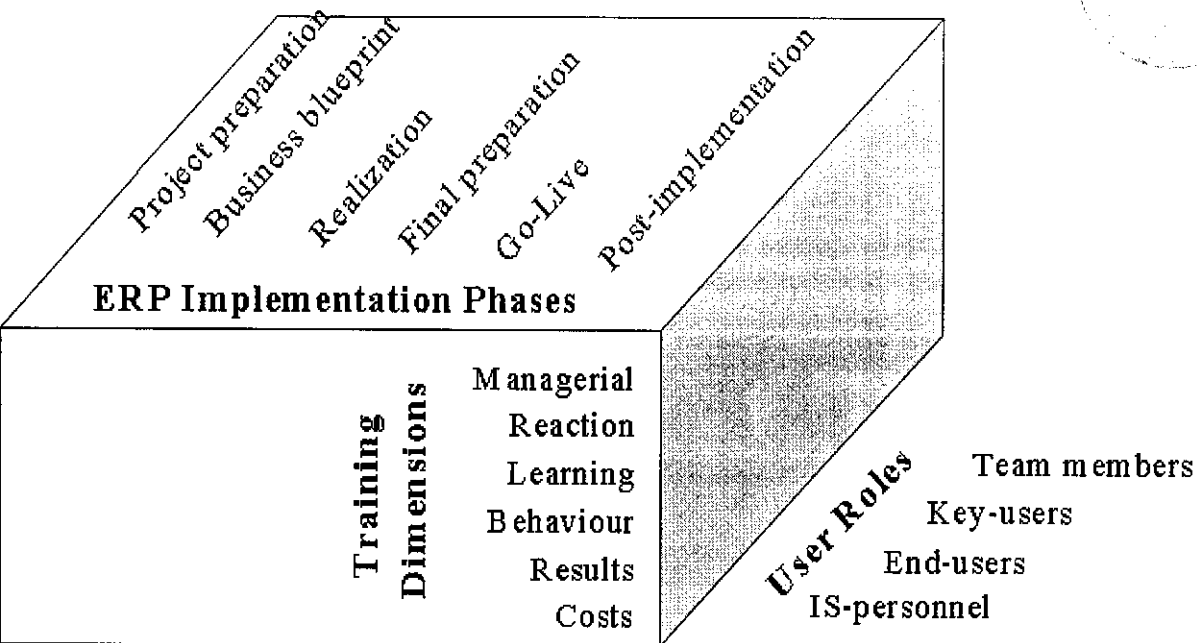 Project preparation
Business blueprint
Realization
Final preparation
Go-Live
Post-implementation
ERP Implementation Phases
Training
Dimensions
Managerial
Reaction
Learning
Behaviour
Results
Costs
User Roles
Team members
Key-users
End-users
IS-personnel